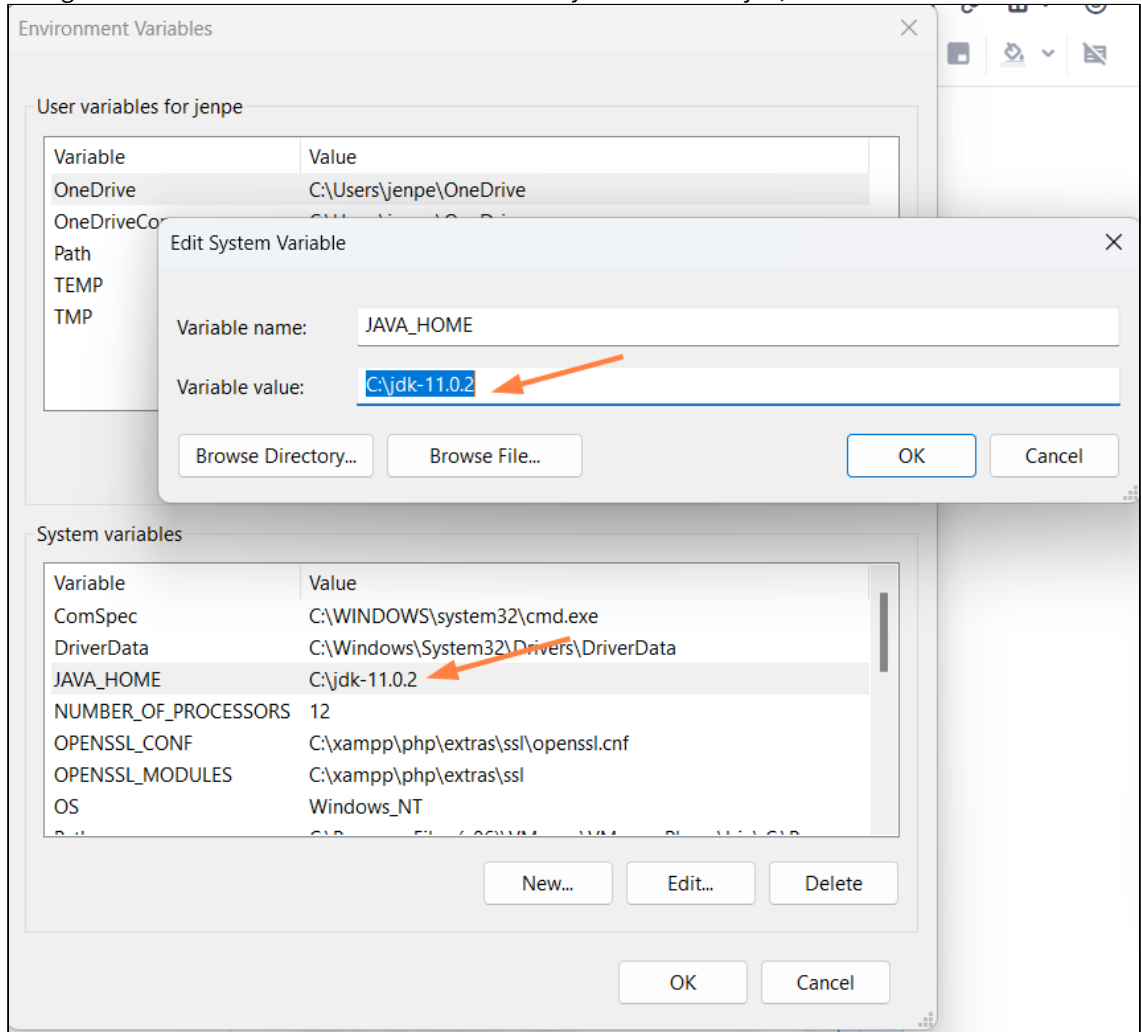 Environment Variables
User variables for jenpe
Variable Value
OneDrive C:\Users\jenpe\OneDrive
OneDriveCo
Path
TEMP
TMP
Edit System Variable
Variable name: JAVA_HOME
Variable value: C:\jdk-11.0.2
Browse Directory... Browse File... OK Cancel
System variables
Variable Value
ComSpec C:\WINDOWS\system32\cmd.exe
DriverData C:\Windows\System32\Drivers\DriverData
JAVA_HOME C:\jdk-11.0.2
NUMBER_OF_PROCESSORS 12
OPENSSL_CONF C:\xampp\php\extras\ssl\openssl.cnf
OPENSSL_MODULES C:\xampp\php\extras\ssl
OS Windows_NT
New... Edit... Delete
OK Cancel